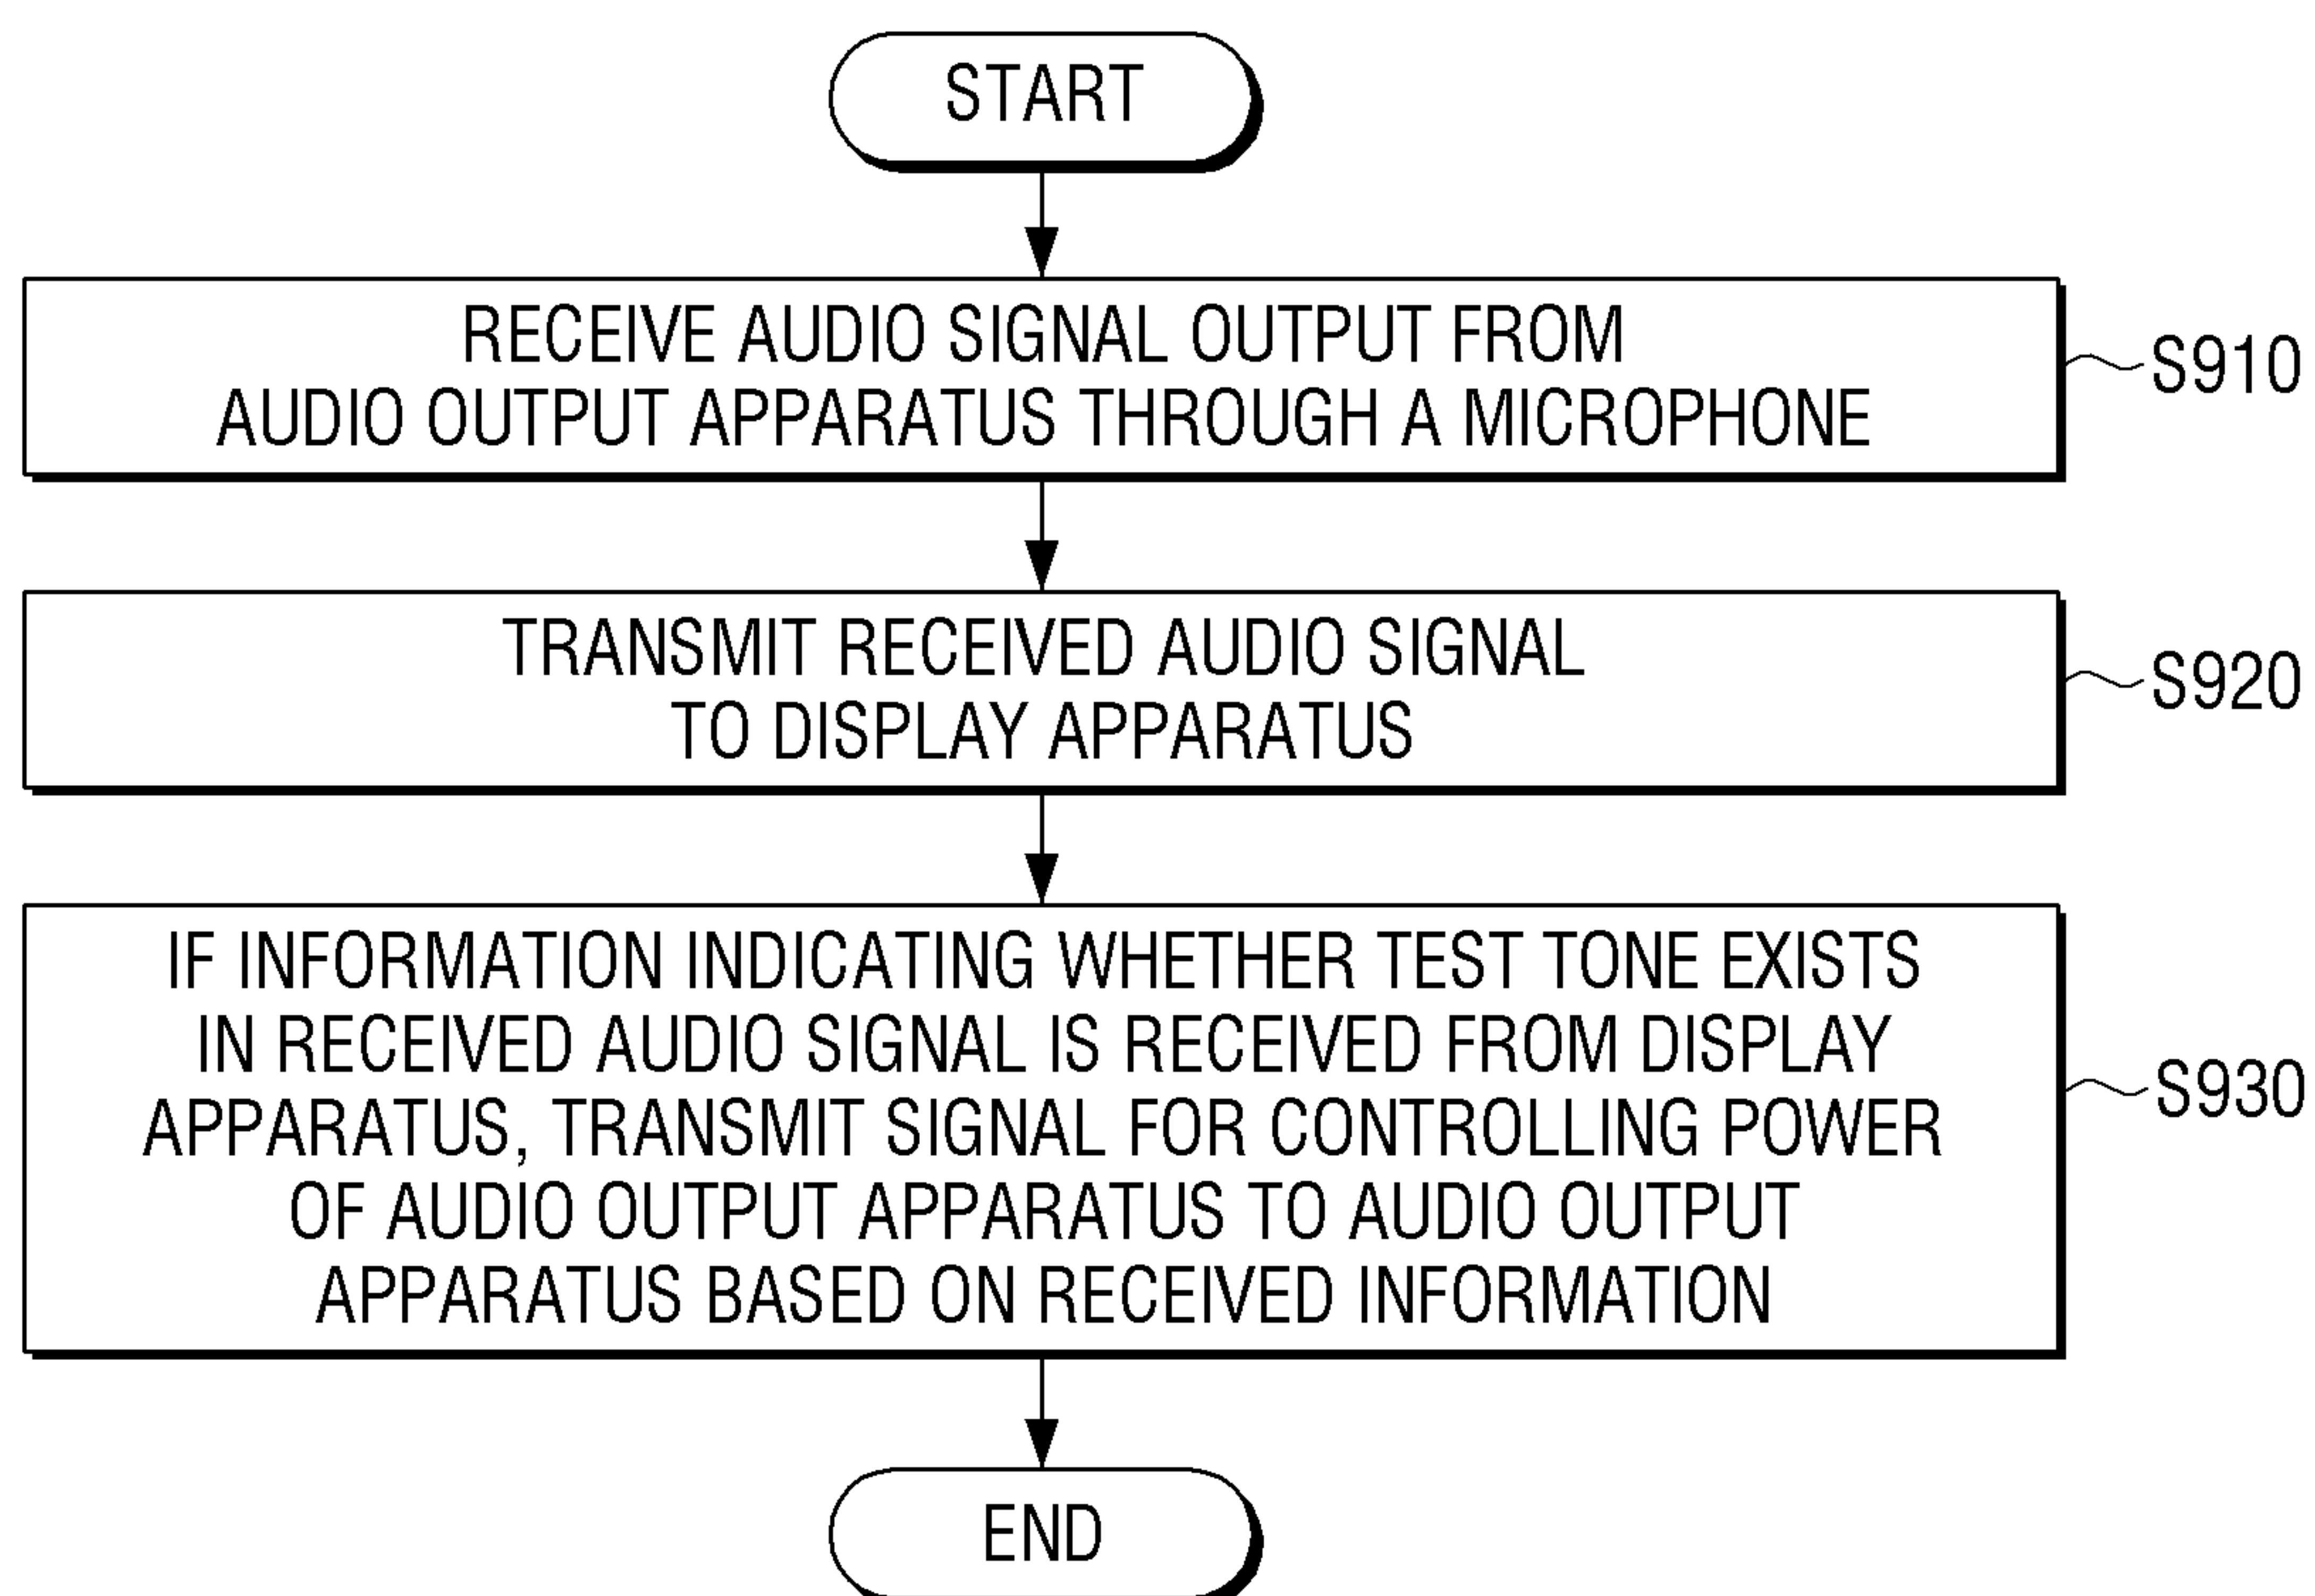 START
RECEIVE AUDIO SIGNAL OUTPUT FROM
AUDIO OUTPUT APPARATUS THROUGH A MICROPHONE
S910
TRANSMIT RECEIVED AUDIO SIGNAL
TO DISPLAY APPARATUS
S920
IF INFORMATION INDICATING WHETHER TEST TONE EXISTS
IN RECEIVED AUDIO SIGNAL IS RECEIVED FROM DISPLAY
APPARATUS, TRANSMIT SIGNAL FOR CONTROLLING POWER
OF AUDIO OUTPUT APPARATUS TO AUDIO OUTPUT
APPARATUS BASED ON RECEIVED INFORMATION
S930
END